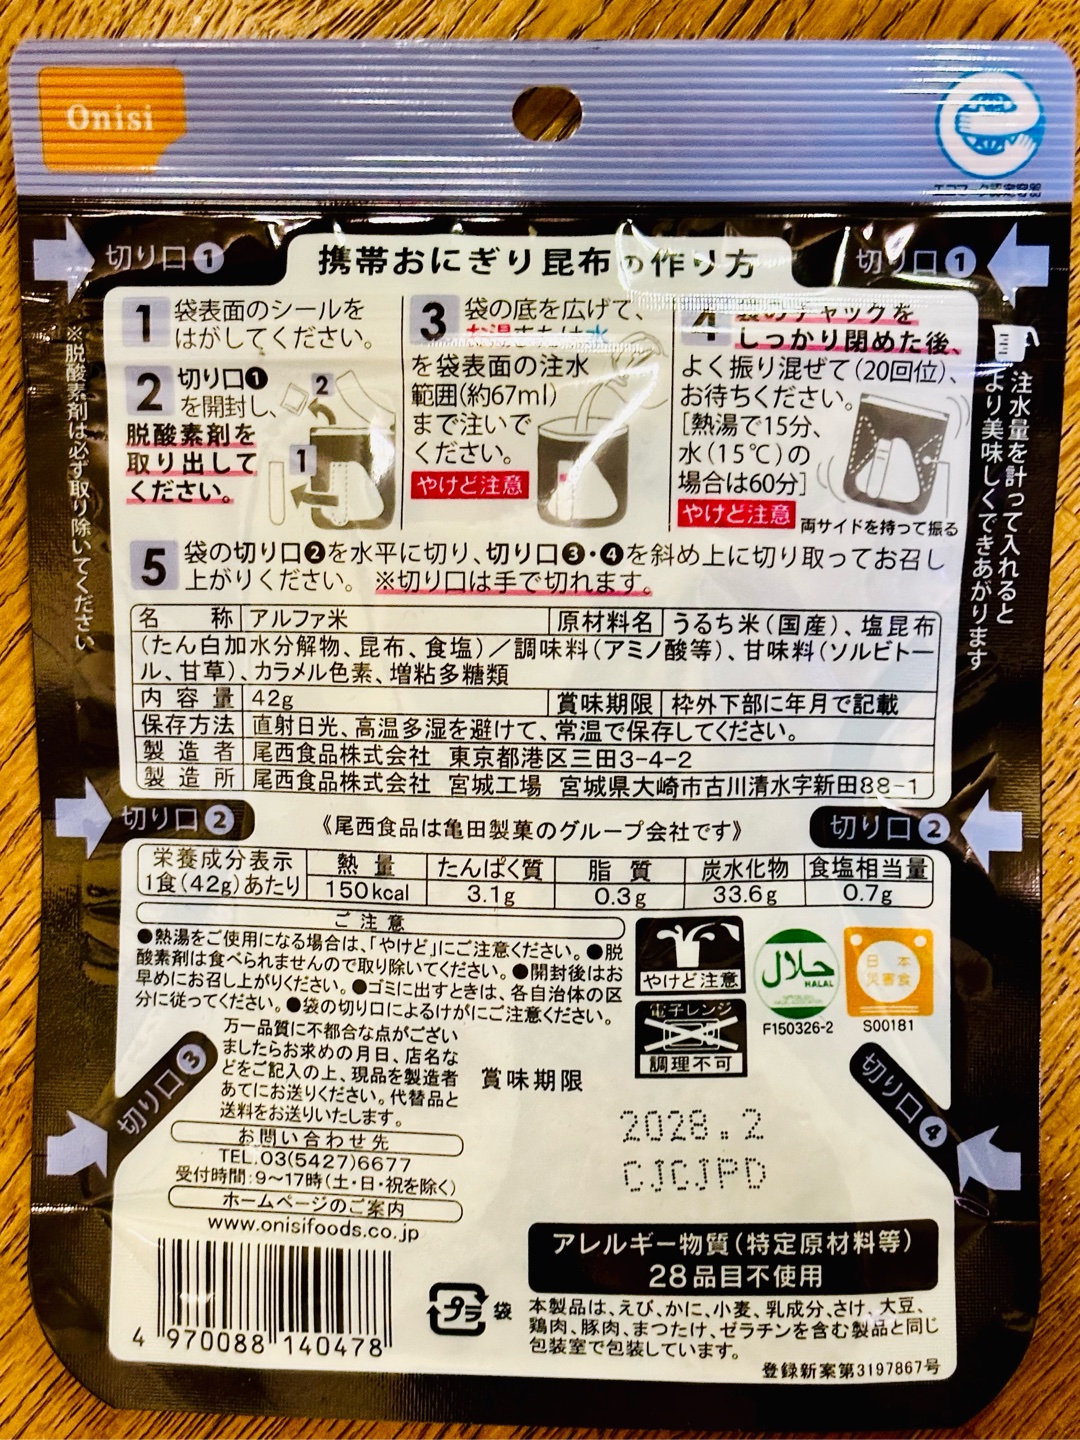 Onisi
エコマーク認定容器
切り口❶
携帯おにぎり昆布の作り方
切り口❶
※脱酸素剤は必ず取り除いてください
1 袋表面のシールを
はがしてください。
2 切り口❶
を開封し、
脱酸素剤を
取り出して
ください。
2
1
3 袋の底を広げて、
お湯または水
を袋表面の注水
範囲(約67ml)
まで注いで
ください。
やけど注意
4 袋のチャックを
しっかり閉めた後、
よく振り混ぜて(20回位)、
お待ちください。
[熱湯で15分、
水(15℃)の
場合は60分]
やけど注意
両サイドを持って振る
注水量を計って入れると
より美味しくできあがります
5 袋の切り口❷を水平に切り、切り口❸・❹を斜め上に切り取ってお召し
上がりください。※切り口は手で切れます。
名称 アルファ米 原材料名 うるち米(国産)、塩昆布
(たん白加水分解物、昆布、食塩)／調味料(アミノ酸等)、甘味料(ソルビトー
ル、甘草)、カラメル色素、増粘多糖類
内容量 42g 賞味期限 枠外下部に年月で記載
保存方法 直射日光、高温多湿を避けて、常温で保存してください。
製造者 尾西食品株式会社 東京都港区三田3-4-2
製造所 尾西食品株式会社 宮城工場 宮城県大崎市古川清水字新田88-1
切り口❷
《尾西食品は亀田製菓のグループ会社です》
切り口❷
栄養成分表示 熱量 たんぱく質 脂質 炭水化物 食塩相当量
1食(42g)あたり 150kcal 3.1g 0.3g 33.6g 0.7g
ご注意
●熱湯をご使用になる場合は、「やけど」にご注意ください。●脱
酸素剤は食べられませんので取り除いてください。●開封後はお
早めにお召し上がりください。●ゴミに出すときは、各自治体の区
分に従ってください。●袋の切り口によるけがにご注意ください。
やけど注意
電子レンジ
調理不可
حلال
HALAL
F150326-2
日本
災害食
S00181
切り口❸
万一品質に不都合な点がござい
ましたらお求めの月日、店名な
どをご記入の上、現品を製造者
あてにお送りください。代替品と
送料をお送りいたします。
お問い合わせ先
TEL.03(5427)6677
受付時間:9〜17時(土・日・祝を除く)
ホームページのご案内
www.onisifoods.co.jp
賞味期限
2028.2
CJCJPD
切り口❹
アレルギー物質(特定原材料等)
28品目不使用
本製品は、えび、かに、小麦、乳成分、さけ、大豆、
鶏肉、豚肉、まつたけ、ゼラチンを含む製品と同じ
包装室で包装しています。
登録新案第3197867号
プラ 袋
4 970088 140478